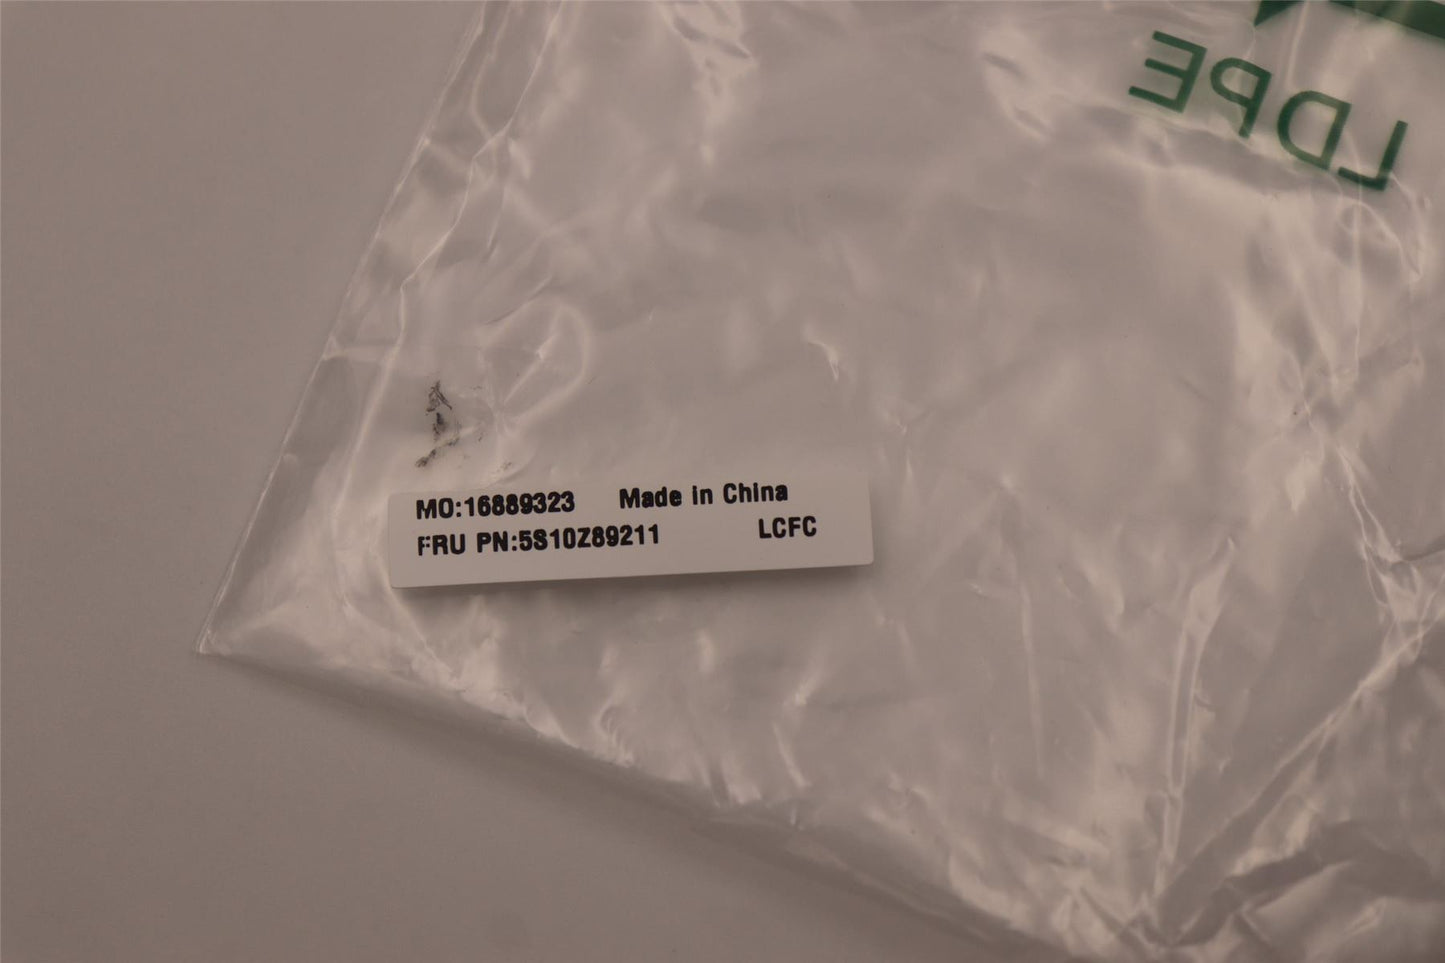 LDPE
MO:16889323 Made in China
FRU PN:5S10Z89211 LCFC